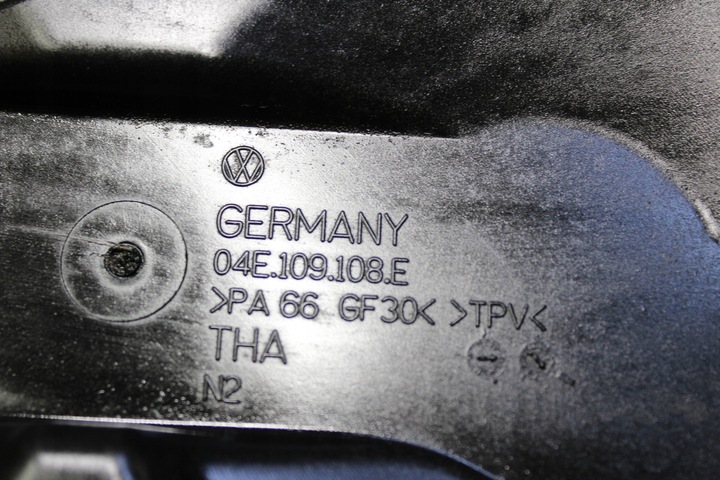 GERMANY
04E.109.108.E
>PA 66 GF30< >TPV<
THA
N2